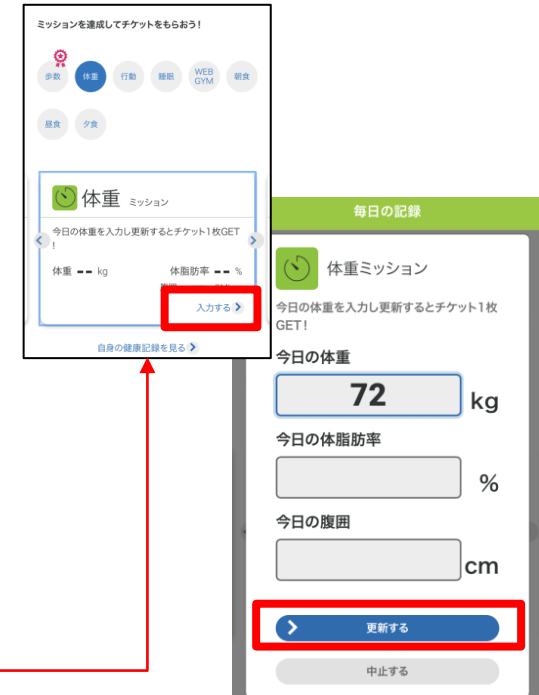 ミッションを達成してチケットをもらおう！
歩数
体重
行動
睡眠
WEB
GYM
朝食
昼食
夕食
体重 ミッション
今日の体重を入力し更新するとチケット1枚GET
！
体重 -- kg
体脂肪率 -- %
入力する
自身の健康記録を見る
毎日の記録
体重ミッション
今日の体重を入力し更新するとチケット1枚
GET！
今日の体重
72 kg
今日の体脂肪率
%
今日の腹囲
cm
更新する
中止する